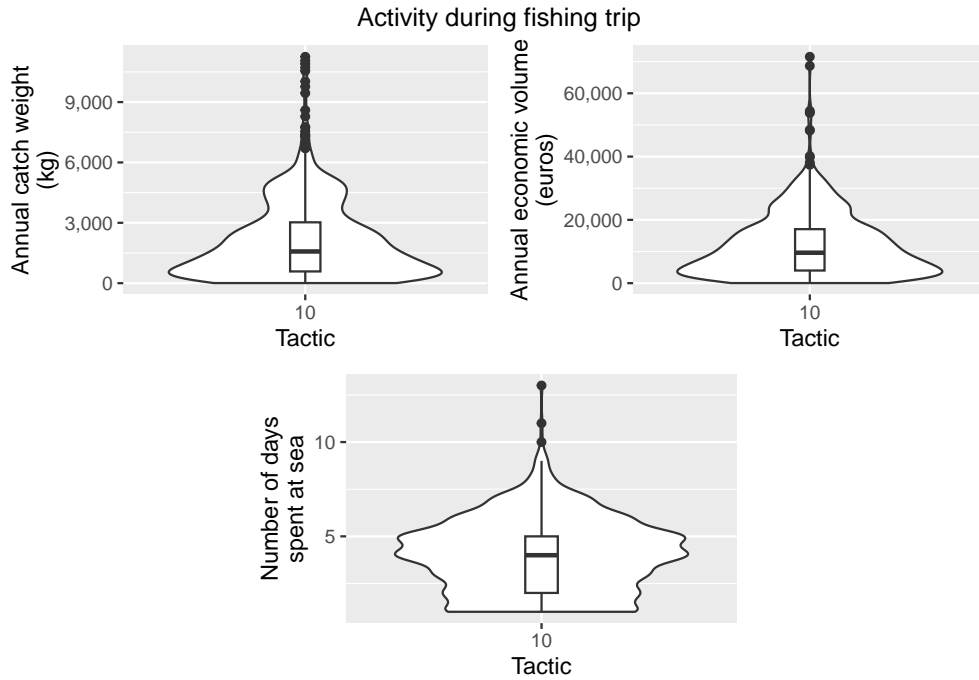 Activity during fishing trip
Annual catch weight
(kg)
9,000
6,000
3,000
0
10
Tactic
Annual economic volume
(euros)
60,000
40,000
20,000
0
10
Tactic
Number of days
spent at sea
10
5
10
Tactic